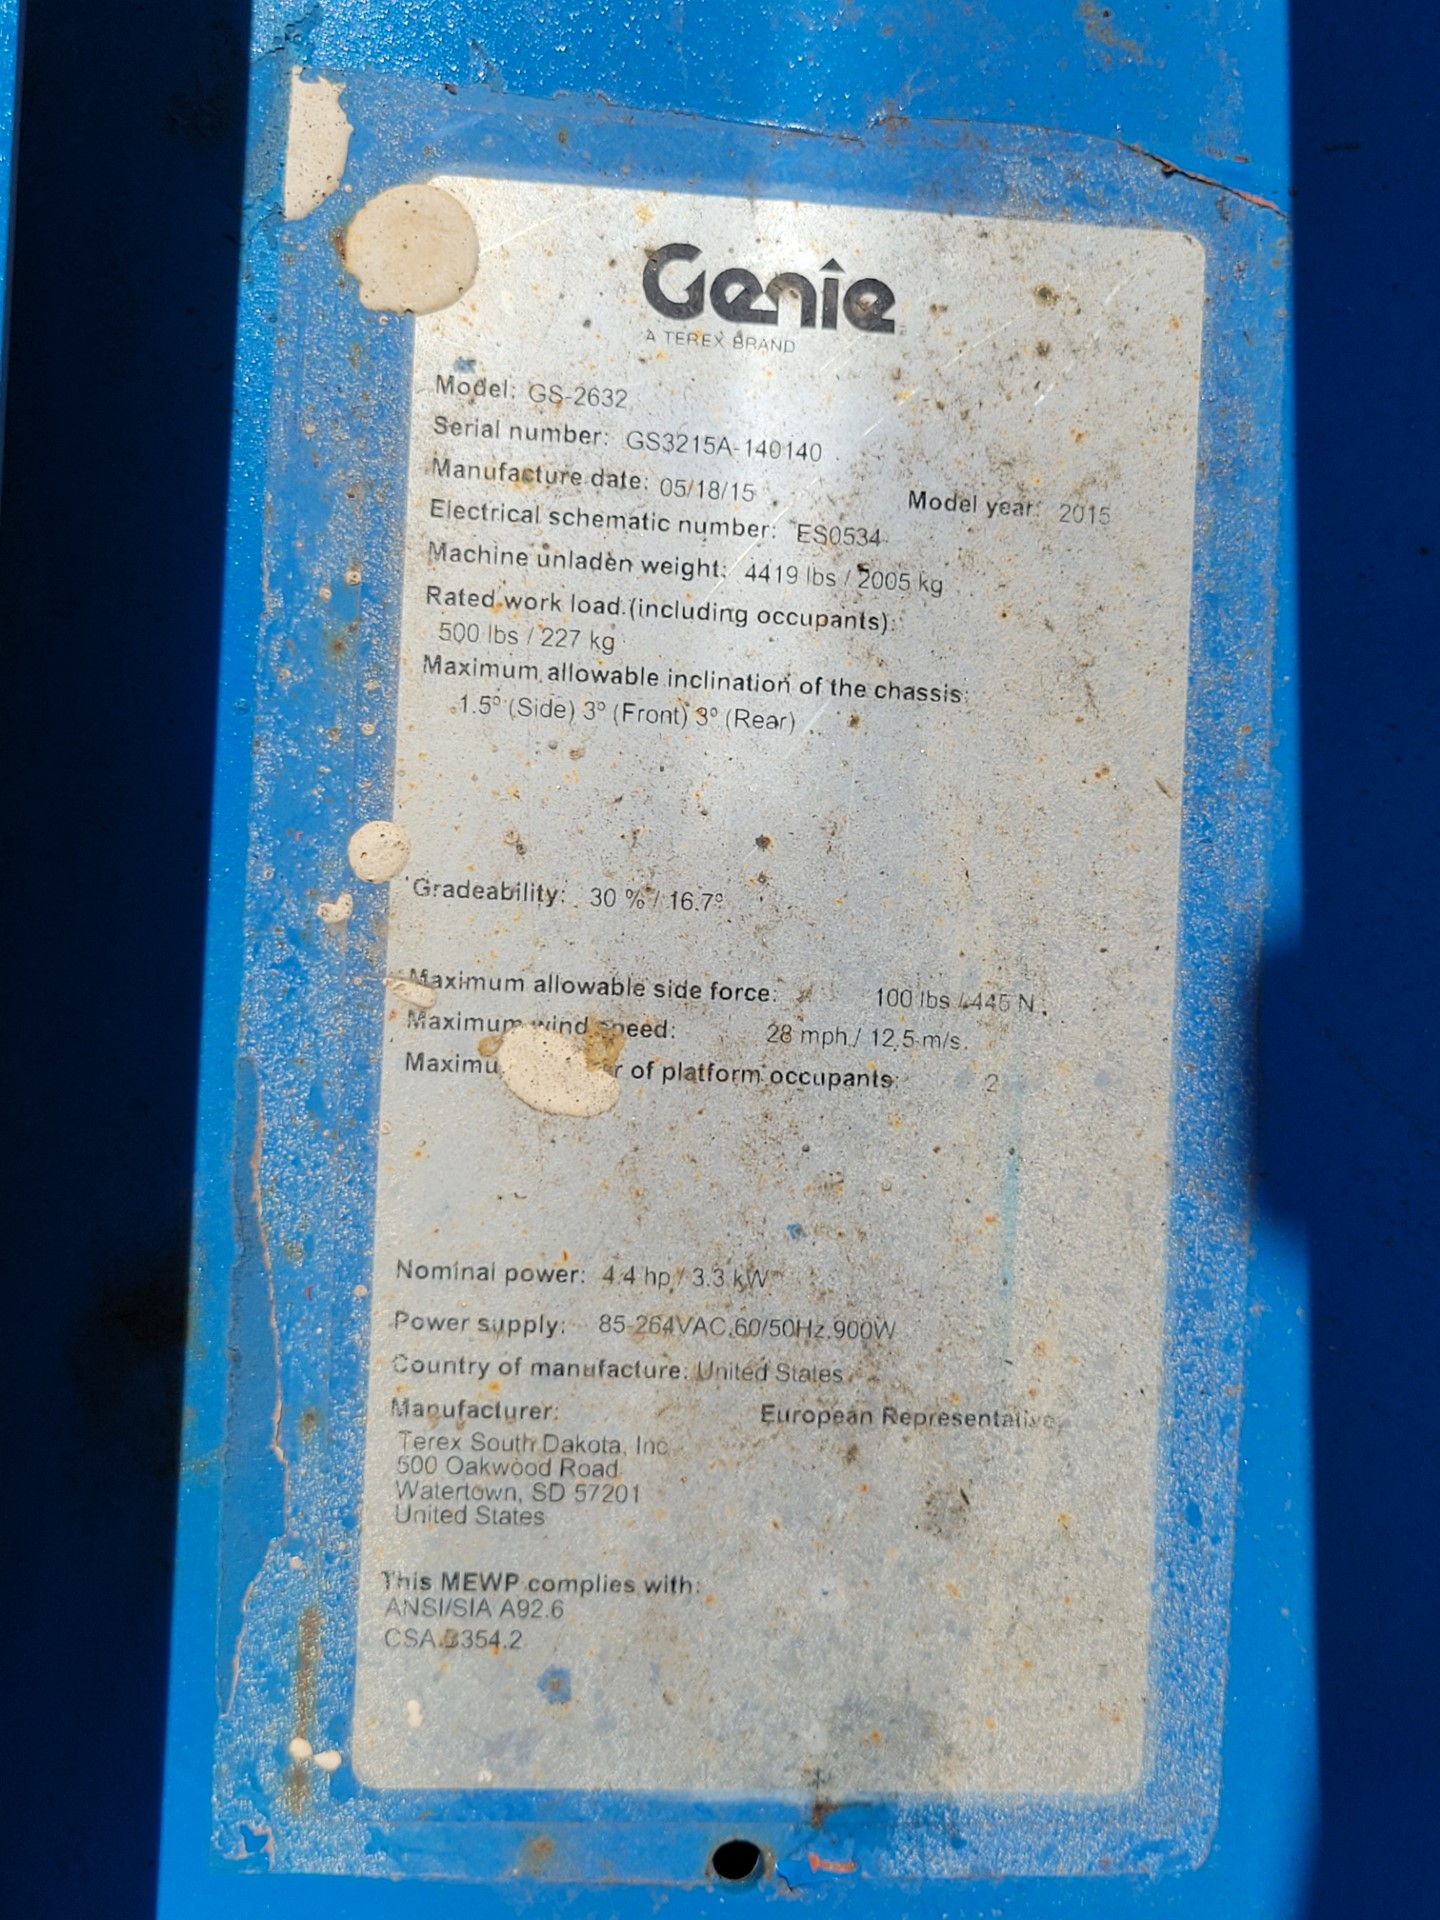 Genie
A TEREX BRAND
Model: GS-2632
Serial number: GS3215A-140140
Manufacture date: 05/18/15 Model year: 2015
Electrical schematic number: ES0534
Machine unladen weight: 4419 lbs / 2005 kg
Rated work load (including occupants):
500 lbs / 227 kg
Maximum allowable inclination of the chassis:
1.5° (Side) 3° (Front) 3° (Rear)
Gradeability: 30 % / 16.7°
Maximum allowable side force: 100 lbs / 445 N
Maximum wind speed: 28 mph / 12.5 m/s
of platform occupants: 2
Nominal power: 4.4 hp / 3.3 kW
Power supply: 85-264VAC,60/50Hz,900W
Country of manufacture: United States
Manufacturer: European Representative
Terex South Dakota, Inc
500 Oakwood Road
Watertown, SD 57201
United States
This MEWP complies with:
ANSI/SIA A92.6
CSA B354.2